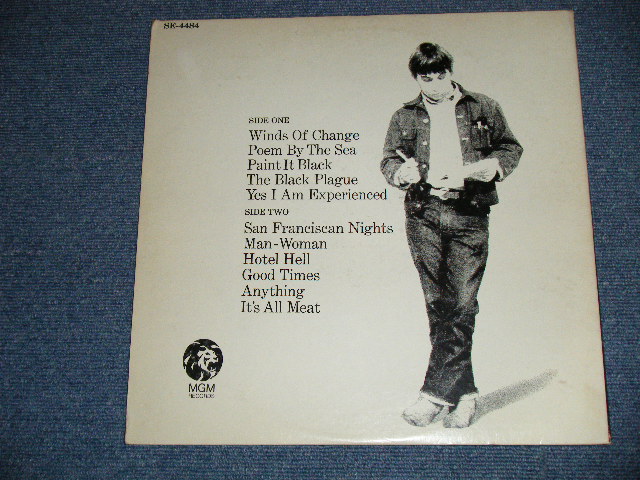 SE-4484
SIDE ONE
Winds Of Change
Poem By The Sea
Paint It Black
The Black Plague
Yes I Am Experienced
SIDE TWO
San Franciscan Nights
Man-Woman
Hotel Hell
Good Times
Anything
It's All Meat
MGM
RECORDS